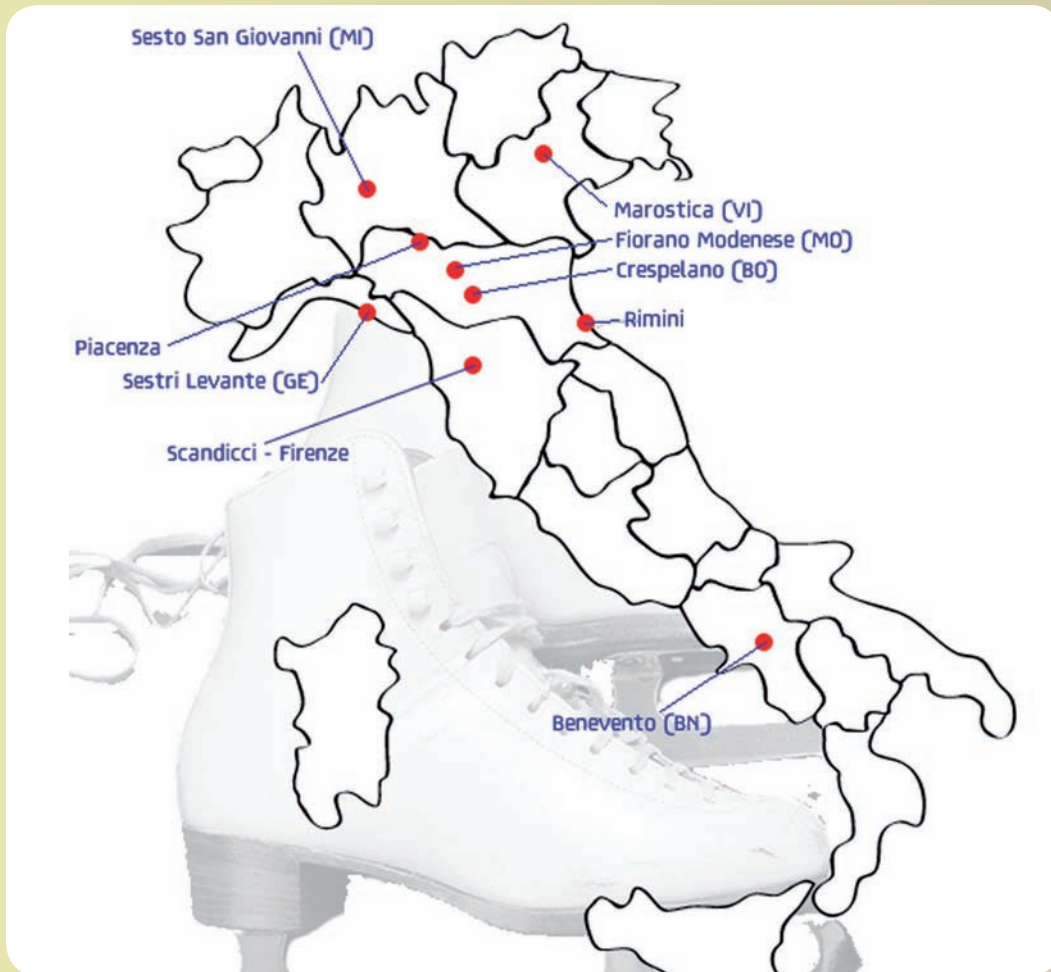 Sesto San Giovanni (MI)
Marostica (VI)
Fiorano Modenese (MO)
Crespelano (BO)
Rimini
Piacenza
Sestri Levante (GE)
Scandicci - Firenze
Benevento (BN)